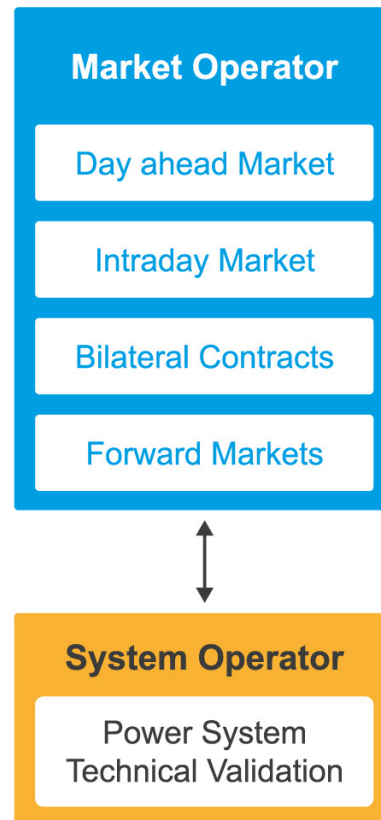 Market Operator
Day ahead Market
Intraday Market
Bilateral Contracts
Forward Markets
System Operator
Power System
Technical Validation